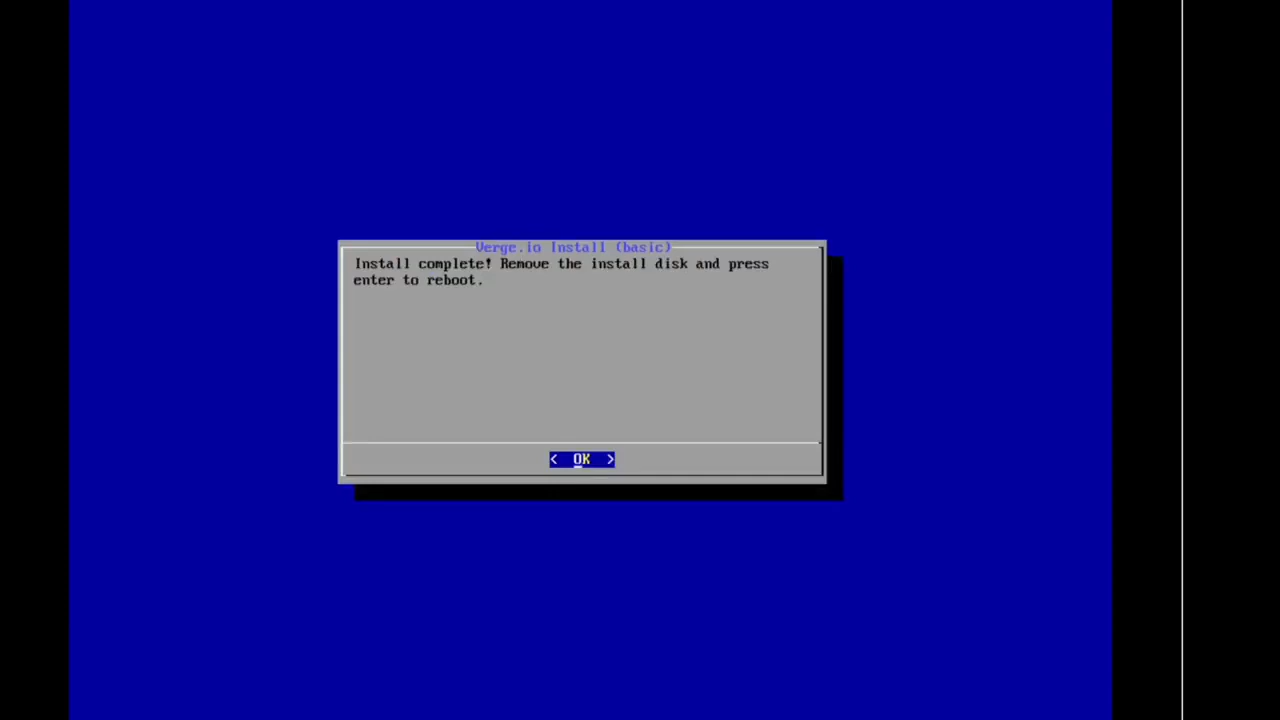 Verge.io Install (basic)
Install complete! Remove the install disk and press
enter to reboot.
< OK >